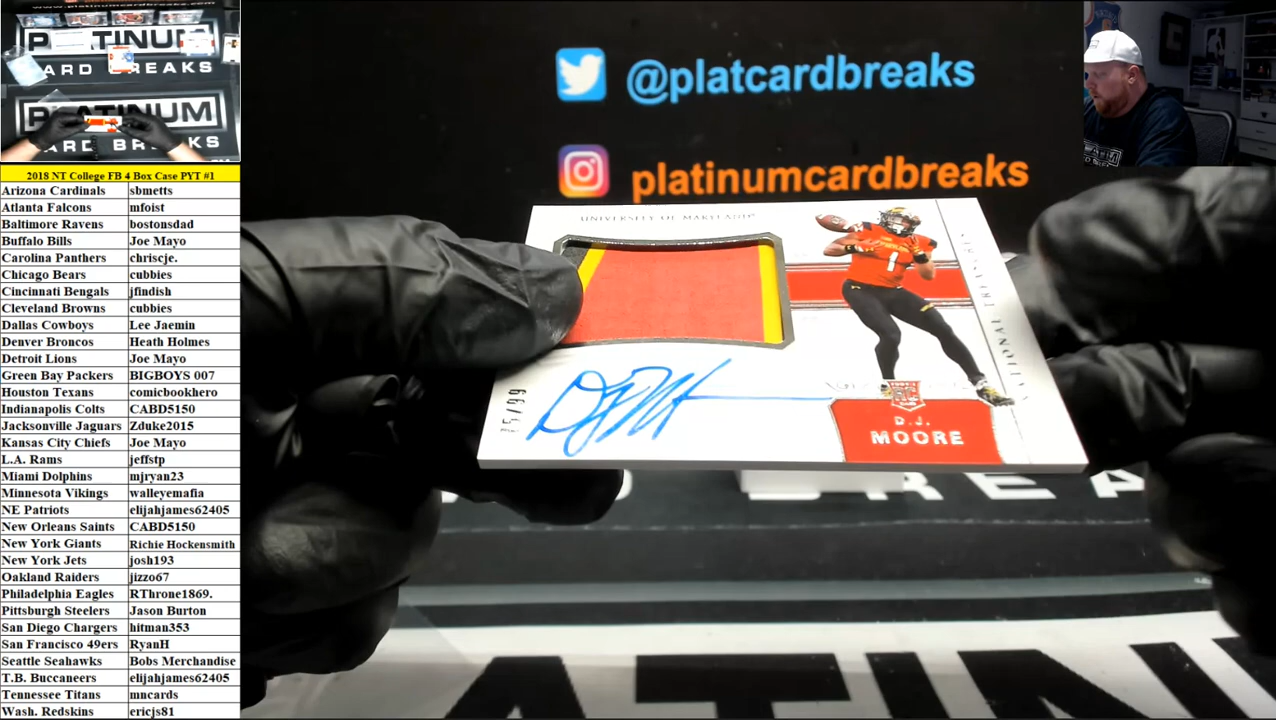 PLATINUM
CARD BREAKS
PLATINUM
CARD BREAKS
2018 NT College FB 4 Box Case PYT #1
Arizona Cardinals sbmetts
Atlanta Falcons mfoist
Batimore Ravens bostonsdad
Buffalo Bills Joe Mayo
Carolina Panthers chriscje.
Chicago Bears cubbies
Cincinnati Bengals jfindish
Cleveland Browns cubbies
Dallas Cowboys Lee Jaemin
Denver Broncos Heath Holmes
Detroit Lions Joe Mayo
Green Bay Packers BIGBOYS 007
Houston Texans comicbookhero
Indianapolis Colts CABD5150
Jacksonville Jaguars Zduke2015
Kansas City Chiefs Joe Mayo
L.A. Rams jeffstp
Miami Dolphins mjryan23
Minnesota Vikings walleyemafia
NE Patriots elijahjames62405
New Orleans Saints CABD5150
New York Giants Richie Hockensmith
New York Jets josh193
Oakland Raiders jizzo67
Philadelphia Eagles RThrone1869.
Pittsburgh Steelers Jason Burton
San Diego Chargers hitman353
San Francisco 49ers RyanH
Seattle Seahawks Bobs Merchandise
T.B. Buccaneers elijahjames62405
Tennessee Titans mncards
Wash. Redskins ericjs81
@platcardbreaks
platinumcardbreaks
UNIVERSITY OF MARYLAND
1
D.J.
MOORE
BREA
ATIN